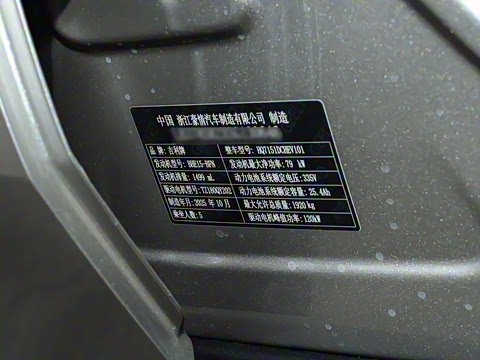 中国 浙江豪情汽车制造有限公司 制造
品 牌: 吉利牌 整车型号: HQ7151DCHEV101
发动机型号: BHE15-BFN 发动机最大净功率: 79 kW
发动机排量: 1499 mL 动力电池系统额定电压: 335V
驱动电机型号: TZ180QY202 动力电池系统额定容量: 25.4Ah
制造年月: 2025 年 10 月 最大允许总质量: 1920 kg
乘坐人数: 5 驱动电机峰值功率: 120kW